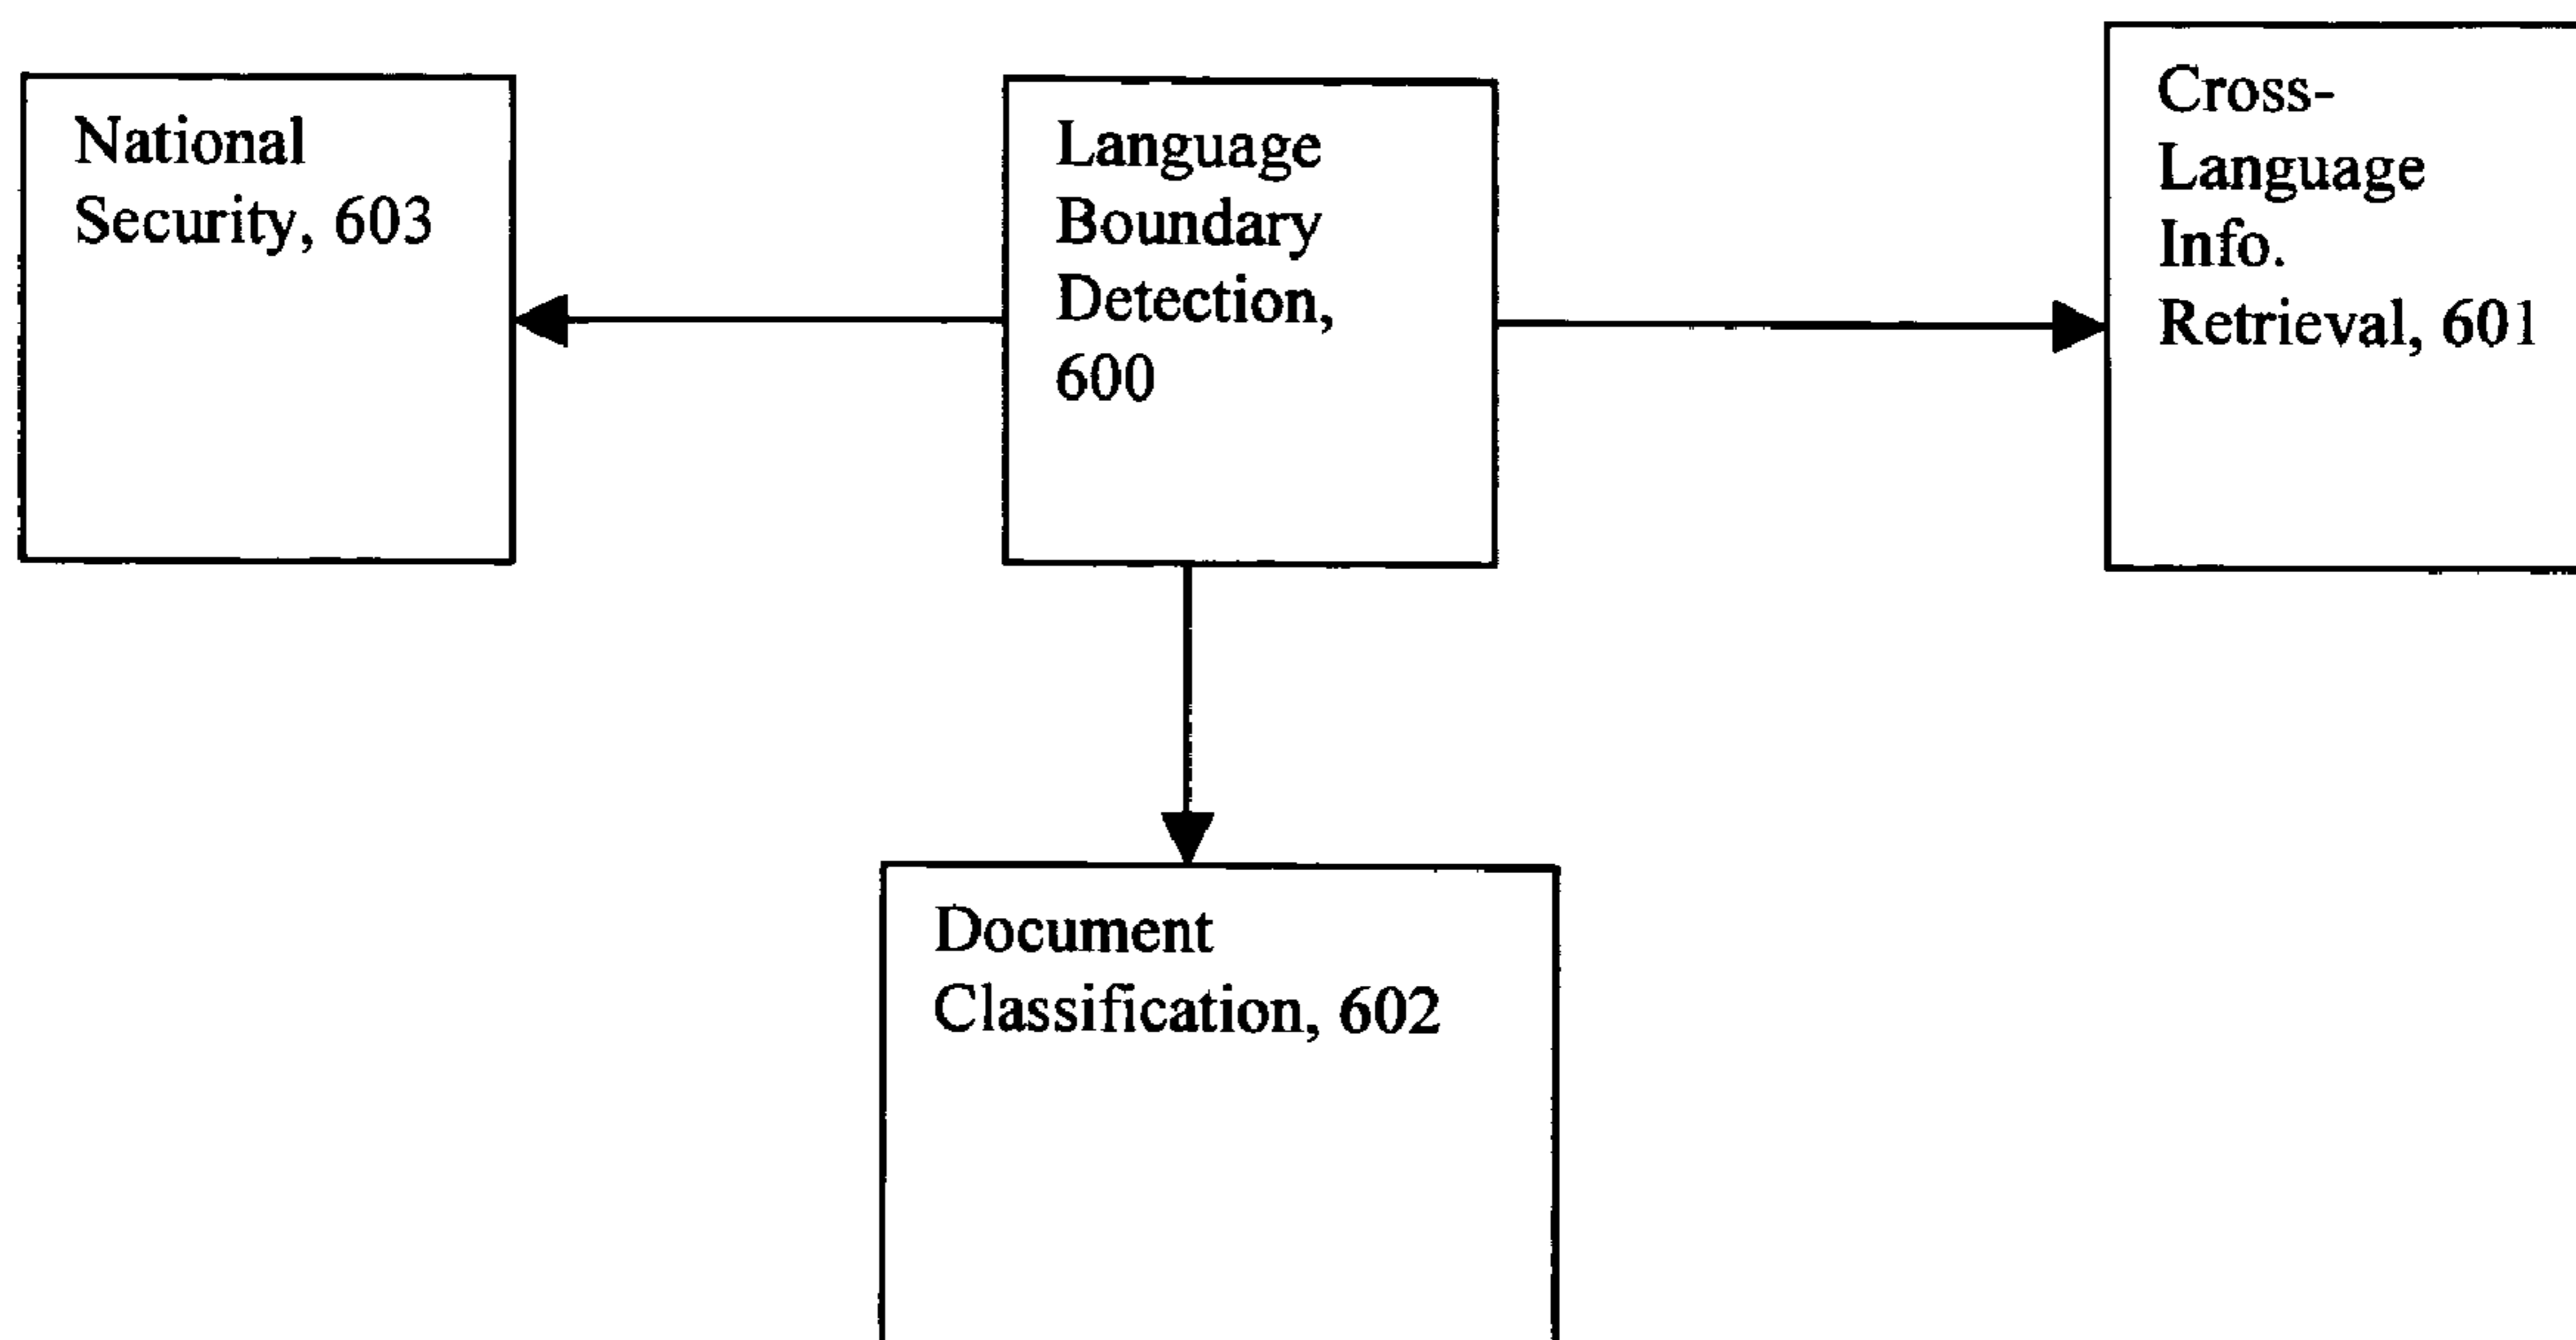 National
Security, 603
Language
Boundary
Detection,
600
Cross-
Language
Info.
Retrieval, 601
Document
Classification, 602